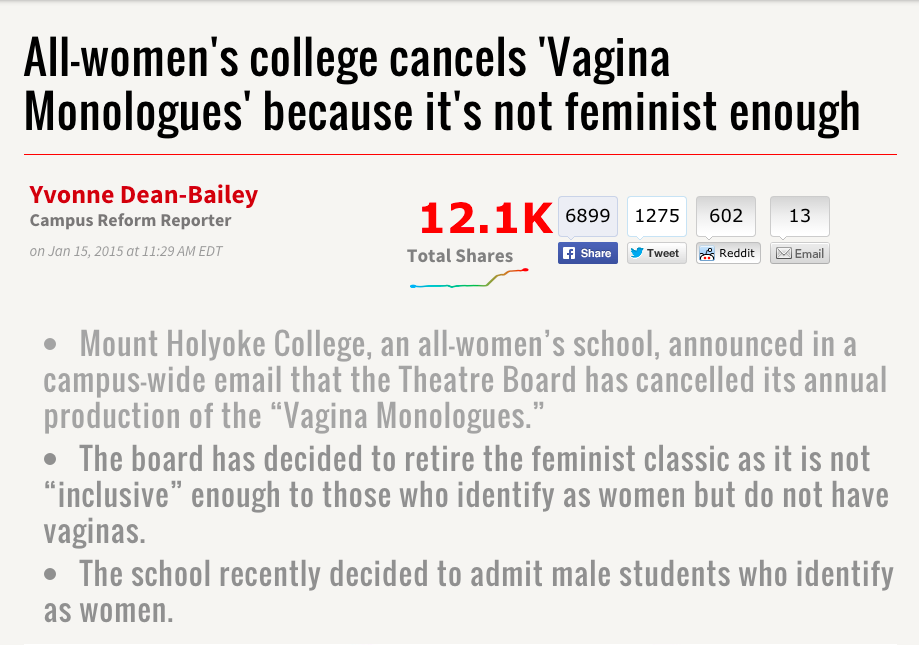 All-women's college cancels 'Vagina
Monologues' because it's not feminist enough
Yvonne Dean-Bailey
Campus Reform Reporter
on Jan 15, 2015 at 11:29 AM EDT
12.1K
Total Shares
6899
Share
1275
Tweet
602
Reddit
13
Email
• Mount Holyoke College, an all-women’s school, announced in a
campus-wide email that the Theatre Board has cancelled its annual
production of the “Vagina Monologues.”
• The board has decided to retire the feminist classic as it is not
“inclusive” enough to those who identify as women but do not have
vaginas.
• The school recently decided to admit male students who identify
as women.